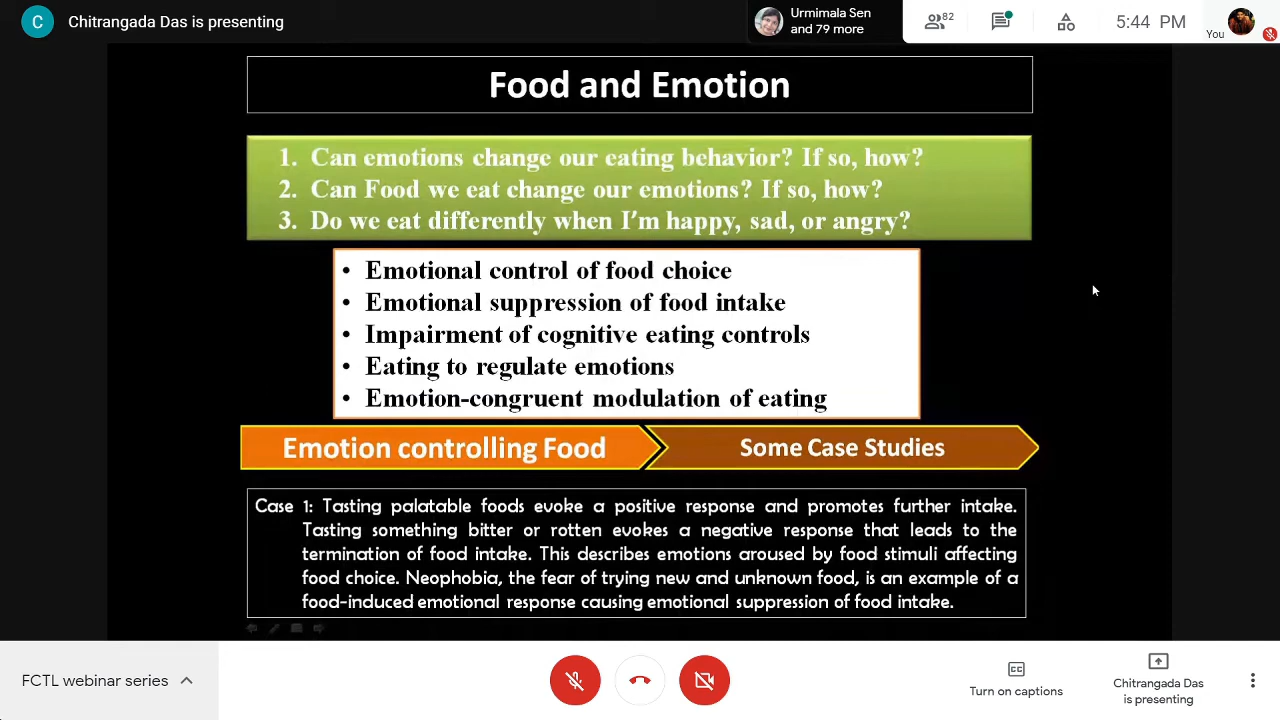 C
Chitrangada Das is presenting
Urmimala Sen
and 79 more
82
5:44 PM
You
Food and Emotion
1. Can emotions change our eating behavior? If so, how?
2. Can Food we eat change our emotions? If so, how?
3. Do we eat differently when I'm happy, sad, or angry?
• Emotional control of food choice
• Emotional suppression of food intake
• Impairment of cognitive eating controls
• Eating to regulate emotions
• Emotion-congruent modulation of eating
Emotion controlling Food
Some Case Studies
Case 1: Tasting palatable foods evoke a positive response and promotes further intake.
Tasting something bitter or rotten evokes a negative response that leads to the
termination of food intake. This describes emotions aroused by food stimuli affecting
food choice. Neophobia, the fear of trying new and unknown food, is an example of a
food-induced emotional response causing emotional suppression of food intake.
FCTL webinar series
CC
Turn on captions
Chitrangada Das
is presenting